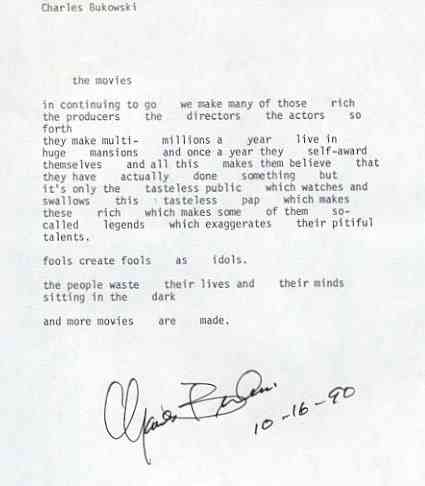 Charles Bukowski
the movies
in continuing to go we make many of those rich
the producers the directors the actors so
forth
they make multi- millions a year live in
huge mansions and once a year they self-award
themselves and all this makes them believe that
they have actually done something but
it's only the tasteless public which watches and
swallows this tasteless pap which makes
these rich which makes some of them so-
called legends which exaggerates their pitiful
talents.
fools create fools as idols.
the people waste their lives and their minds
sitting in the dark
and more movies are made.
Charles Bukowski
10-16-90